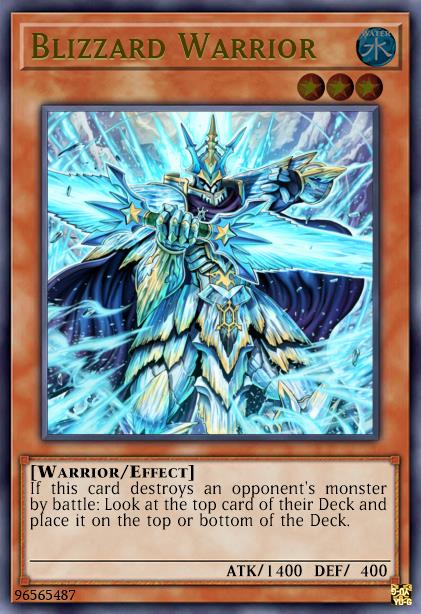 BLIZZARD WARRIOR
WATER
水
[WARRIOR/EFFECT]
If this card destroys an opponent's monster
by battle: Look at the top card of their Deck and
place it on the top or bottom of the Deck.
ATK/1400 DEF/ 400
96565487